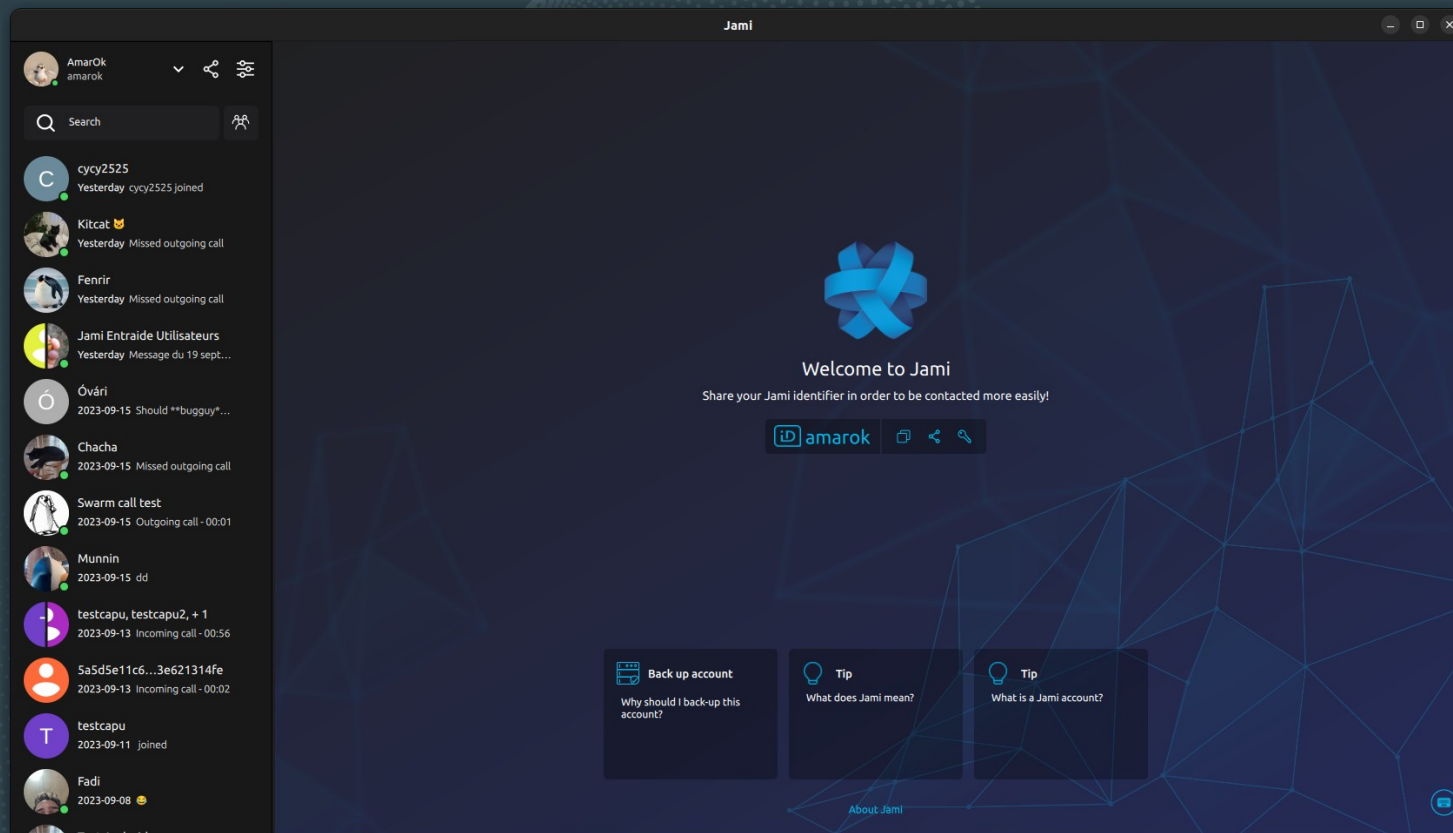 Jami
AmarOk
amarok
Search
C
cycy2525
Yesterday cycy2525 joined
Kitcat 🐱
Yesterday Missed outgoing call
Fenrir
Yesterday Missed outgoing call
Jami Entraide Utilisateurs
Yesterday Message du 19 sept…
Ó
Óvári
2023-09-15 Should **bugguy*…
Chacha
2023-09-15 Missed outgoing call
Swarm call test
2023-09-15 Outgoing call - 00:01
Munnin
2023-09-15 dd
testcapu, testcapu2, + 1
2023-09-13 Incoming call - 00:56
5a5d5e11c6…3e621314fe
2023-09-13 Incoming call - 00:02
T
testcapu
2023-09-11 joined
Fadi
2023-09-08 😂
Welcome to Jami
Share your Jami identifier in order to be contacted more easily!
iD amarok
Back up account
Why should I back-up this
account?
Tip
What does Jami mean?
Tip
What is a Jami account?
About Jami